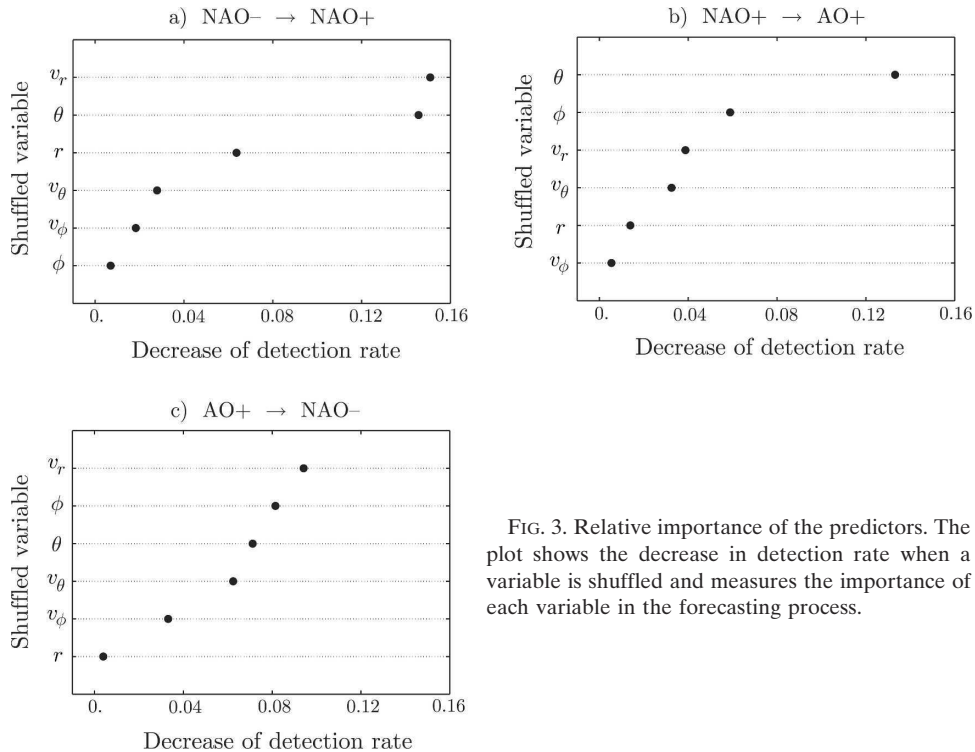 a) NAO– → NAO+
Shuffled variable
v_r
θ
r
v_θ
v_ϕ
ϕ
0. 0.04 0.08 0.12 0.16
Decrease of detection rate
b) NAO+ → AO+
Shuffled variable
θ
ϕ
v_r
v_θ
r
v_ϕ
0. 0.04 0.08 0.12 0.16
Decrease of detection rate
c) AO+ → NAO–
Shuffled variable
v_r
ϕ
θ
v_θ
v_ϕ
r
0. 0.04 0.08 0.12 0.16
Decrease of detection rate
FIG. 3. Relative importance of the predictors. The
plot shows the decrease in detection rate when a
variable is shuffled and measures the importance of
each variable in the forecasting process.